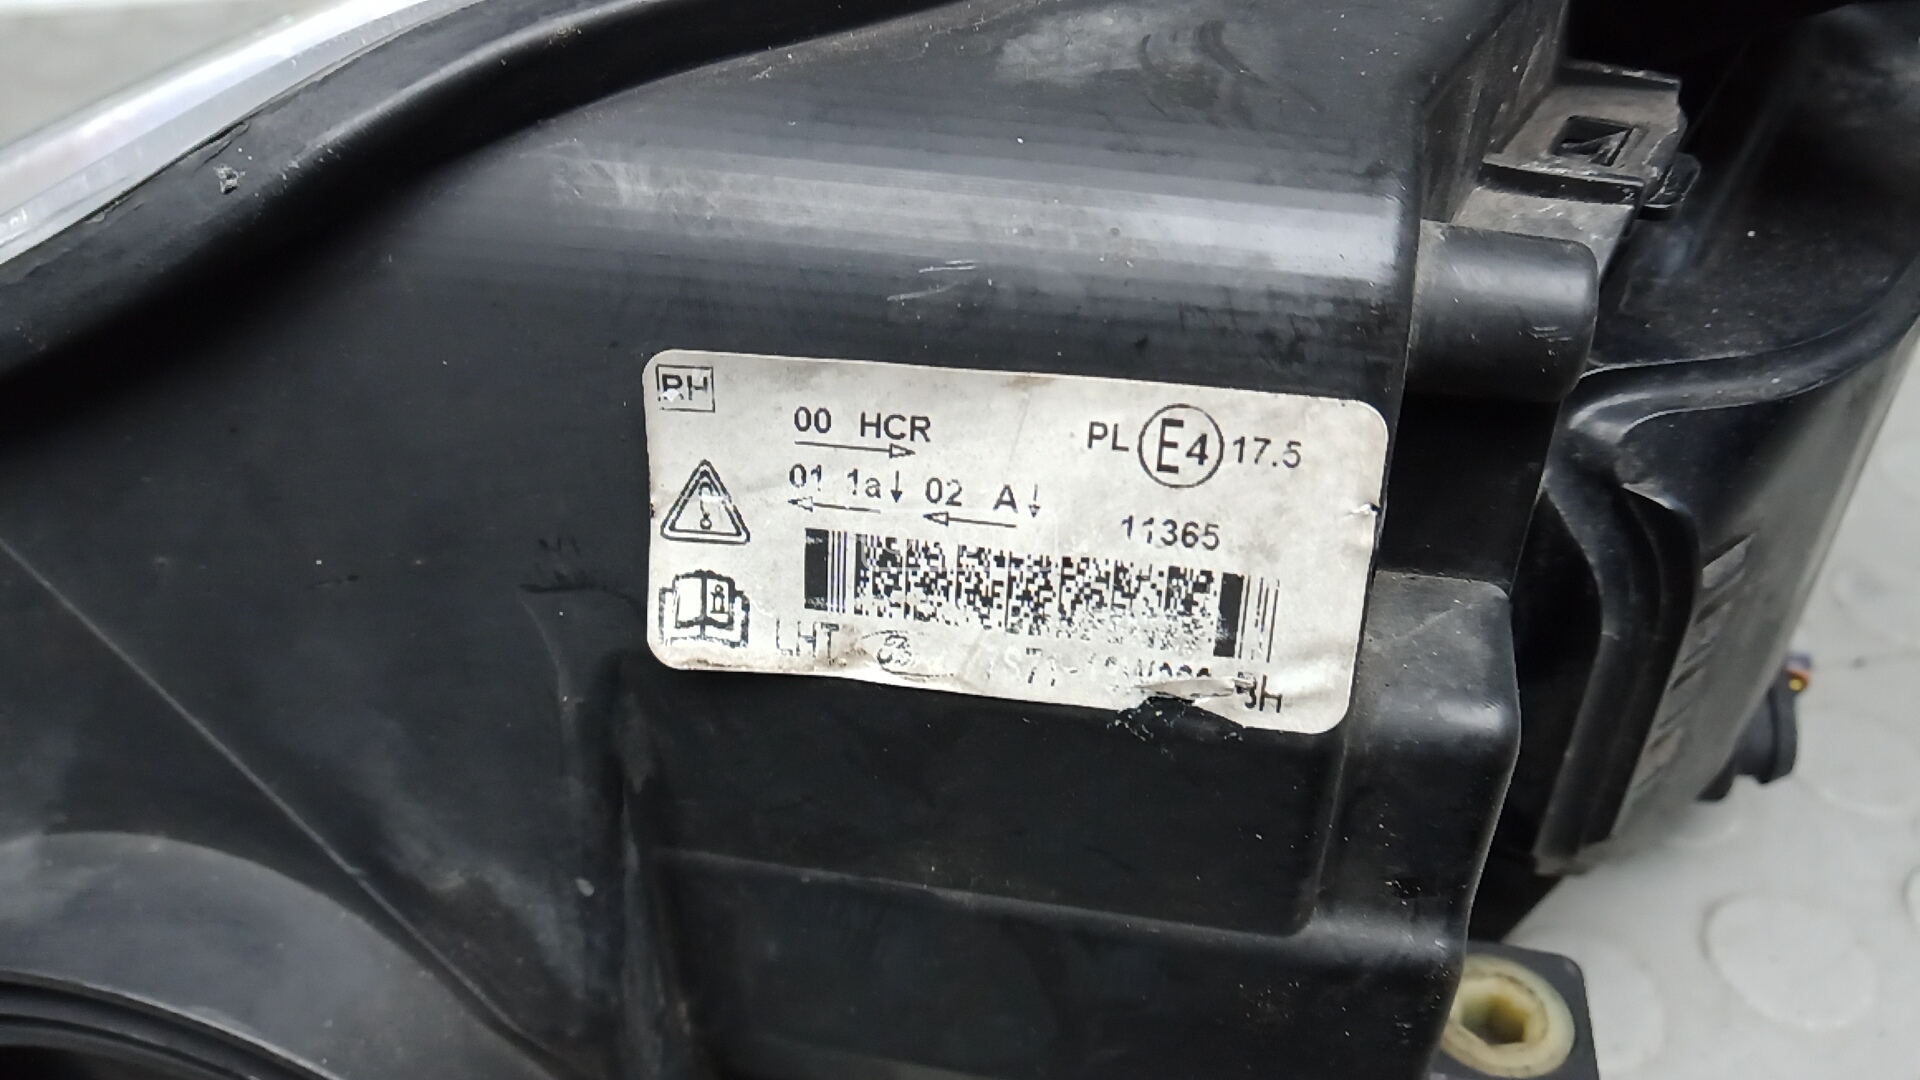 RH
00 HCR
PL E4 17.5
01 1a↓ 02 A↓
11365
LHT